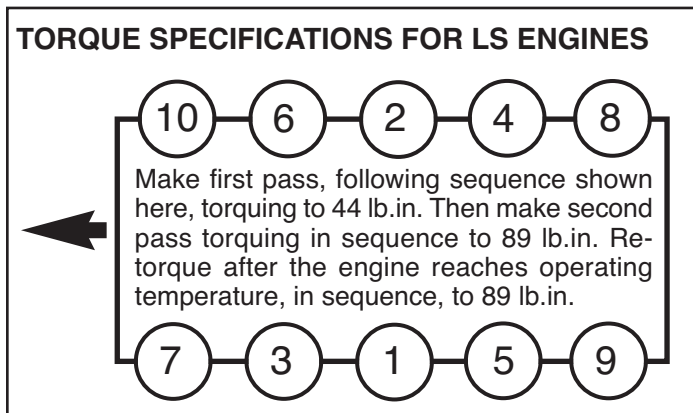 TORQUE SPECIFICATIONS FOR LS ENGINES
10 6 2 4 8
Make first pass, following sequence shown
here, torquing to 44 lb.in. Then make second
pass torquing in sequence to 89 lb.in. Re-
torque after the engine reaches operating
temperature, in sequence, to 89 lb.in.
7 3 1 5 9